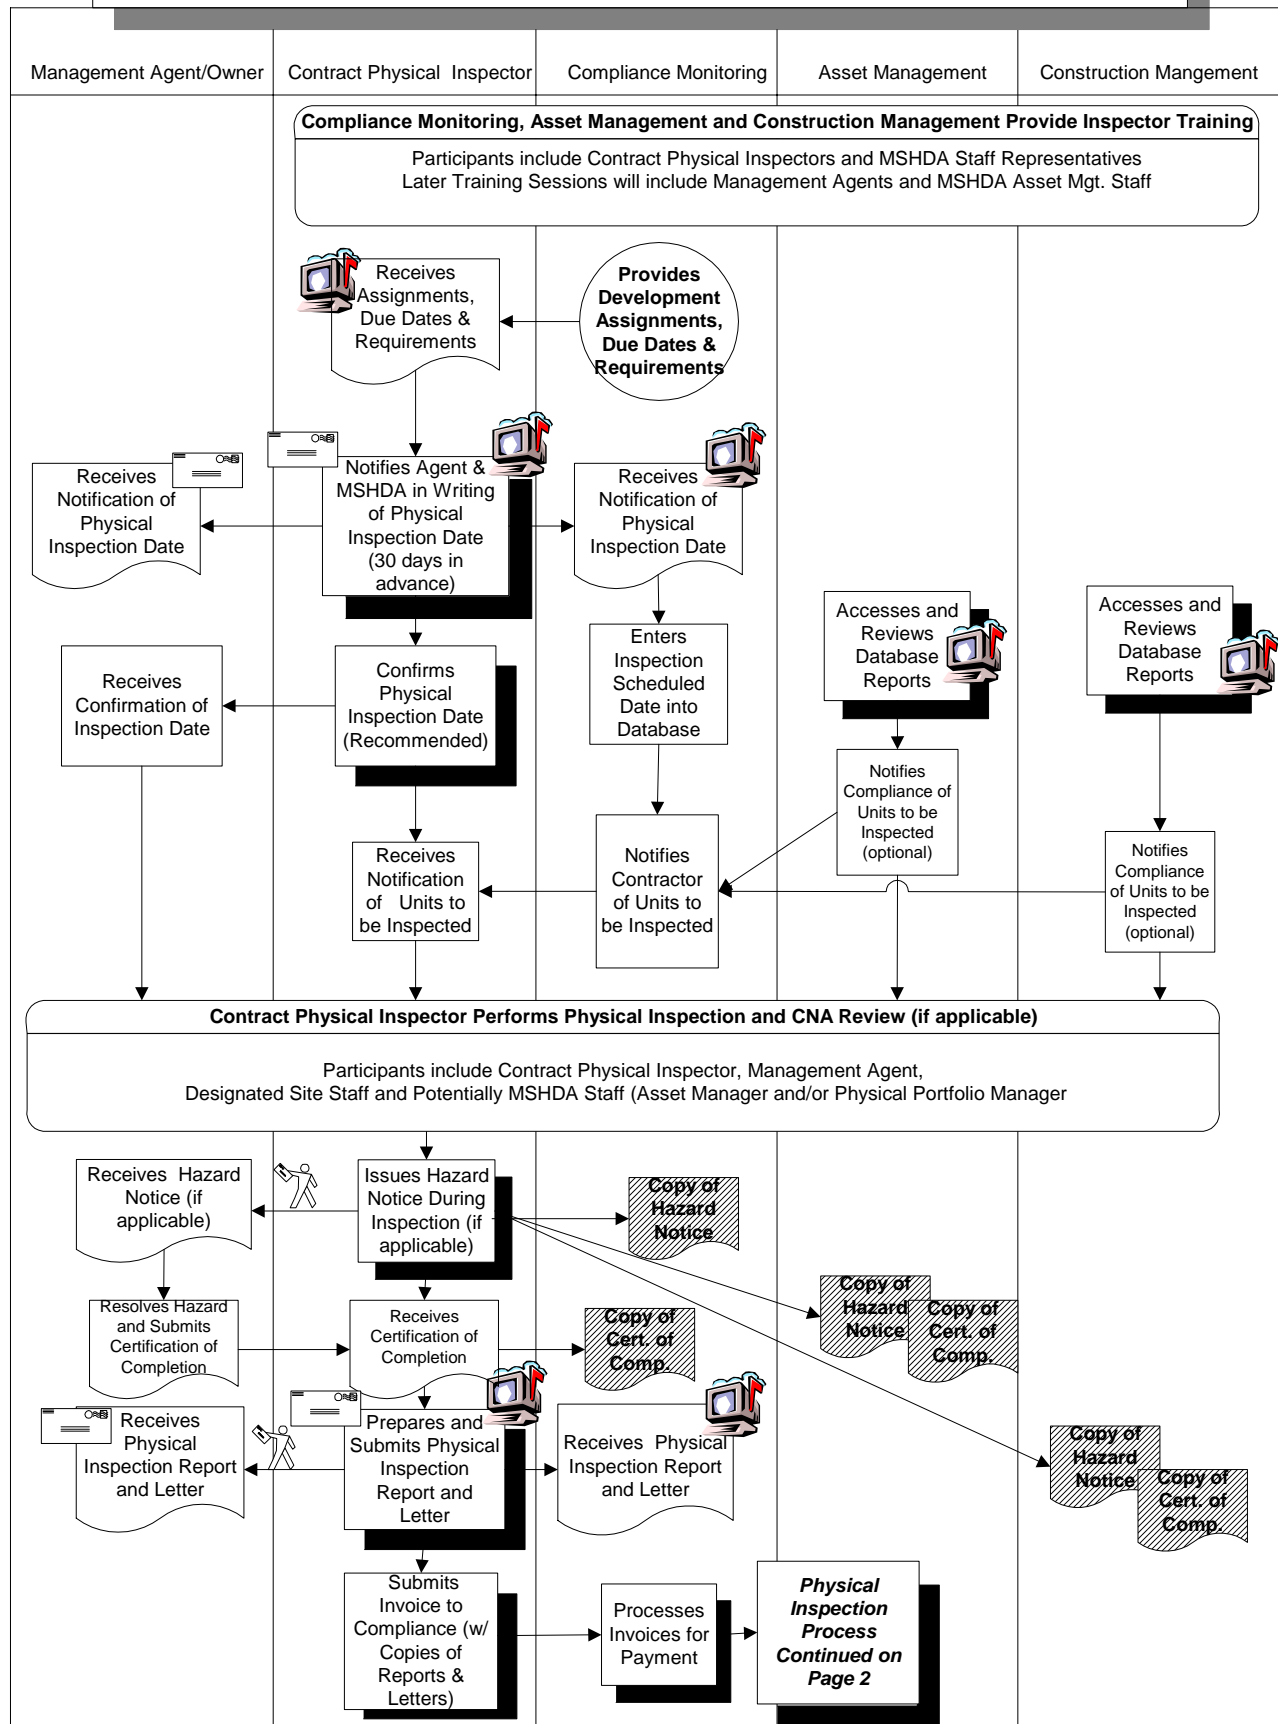 Management Agent/Owner
Contract Physical Inspector
Compliance Monitoring
Asset Management
Construction Mangement
Compliance Monitoring, Asset Management and Construction Management Provide Inspector Training
Participants include Contract Physical Inspectors and MSHDA Staff Representatives
Later Training Sessions will include Management Agents and MSHDA Asset Mgt. Staff
Receives
Assignments,
Due Dates &
Requirements
Provides
Development
Assignments,
Due Dates &
Requirements
Receives
Notification of
Physical
Inspection Date
Notifies Agent &
MSHDA in Writing
of Physical
Inspection Date
(30 days in
advance)
Receives
Notification of
Physical
Inspection Date
Accesses and
Reviews
Database
Reports
Accesses and
Reviews
Database
Reports
Receives
Confirmation of
Inspection Date
Confirms
Physical
Inspection Date
(Recommended)
Enters
Inspection
Scheduled
Date into
Database
Notifies
Compliance of
Units to be
Inspected
(optional)
Receives
Notification
of Units to
be Inspected
Notifies
Contractor
of Units to
be Inspected
Notifies
Compliance
of Units to be
Inspected
(optional)
Contract Physical Inspector Performs Physical Inspection and CNA Review (if applicable)
Participants include Contract Physical Inspector, Management Agent,
Designated Site Staff and Potentially MSHDA Staff (Asset Manager and/or Physical Portfolio Manager
Receives Hazard
Notice (if
applicable)
Issues Hazard
Notice During
Inspection (if
applicable)
Copy of
Hazard
Notice
Copy of
Hazard
Notice
Copy of
Cert. of
Comp.
Resolves Hazard
and Submits
Certification of
Completion
Receives
Certification of
Completion
Copy of
Cert. of
Comp.
Receives
Physical
Inspection Report
and Letter
Prepares and
Submits Physical
Inspection
Report and
Letter
Receives Physical
Inspection Report
and Letter
Copy of
Hazard
Notice
Copy of
Cert. of
Comp.
Submits
Invoice to
Compliance (w/
Copies of
Reports &
Letters)
Processes
Invoices for
Payment
Physical
Inspection
Process
Continued on
Page 2